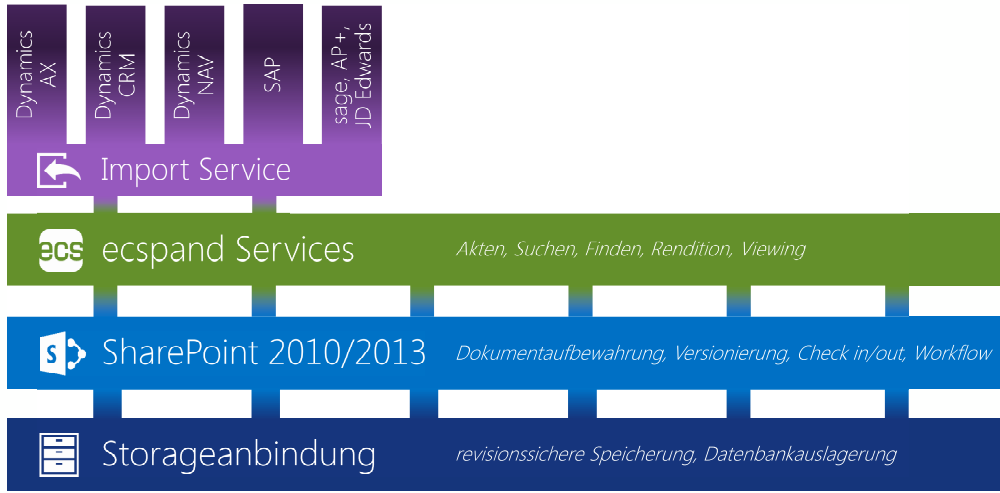 Dynamics
AX
Dynamics
CRM
Dynamics
NAV
SAP
sage, AP+,
JD Edwards
Import Service
ecs
ecspand Services
Akten, Suchen, Finden, Rendition, Viewing
S
SharePoint 2010/2013
Dokumentaufbewahrung, Versionierung, Check in/out, Workflow
Storageanbindung
revisionssichere Speicherung, Datenbankauslagerung